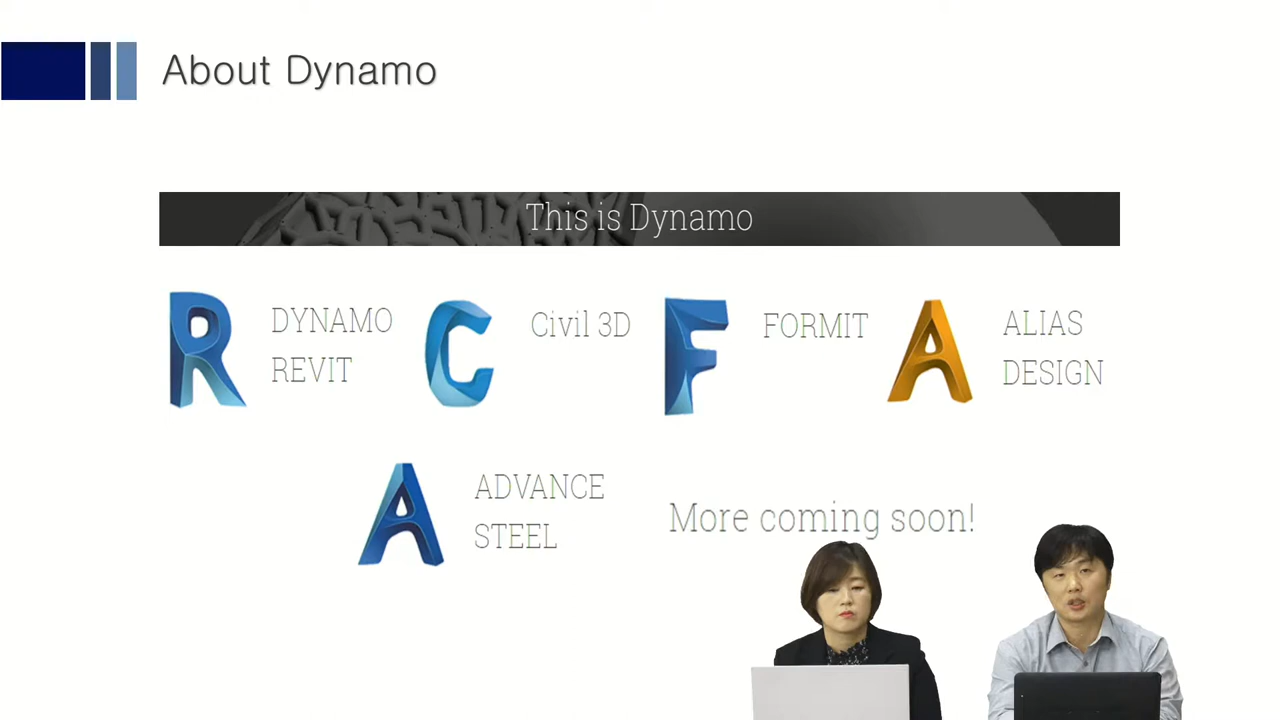 About Dynamo
This is Dynamo
R
DYNAMO
REVIT
C
Civil 3D
F
FORMIT
A
ALIAS
DESIGN
A
ADVANCE
STEEL
More coming soon!